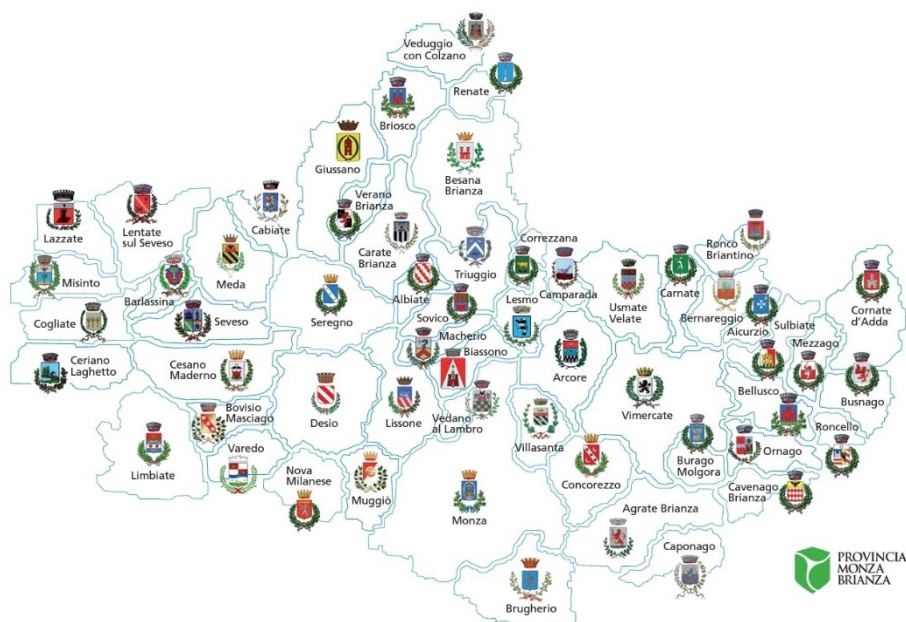 Veduggio
con Colzano
Renate
Briosco
Giussano
Besana
Brianza
Verano
Brianza
Cabiate
Lentate
sul Seveso
Lazzate
Meda
Carate
Brianza
Triuggio
Correzzana
Ronco
Briantino
Misinto
Barlassina
Seregno
Albiate
Sovico
Lesmo
Camparada
Usmate
Velate
Carnate
Bernareggio
Aicurzio
Sulbiate
Cornate
d'Adda
Cogliate
Seveso
Macherio
Biassono
Mezzago
Ceriano
Laghetto
Cesano
Maderno
Desio
Lissone
Vedano
al Lambro
Arcore
Vimercate
Bellusco
Busnago
Limbiate
Bovisio
Masciago
Varedo
Nova
Milanese
Muggiò
Monza
Villasanta
Concorezzo
Burago
Molgora
Ornago
Roncello
Cavenago
Brianza
Agrate Brianza
Caponago
Brugherio
PROVINCIA
MONZA
BRIANZA